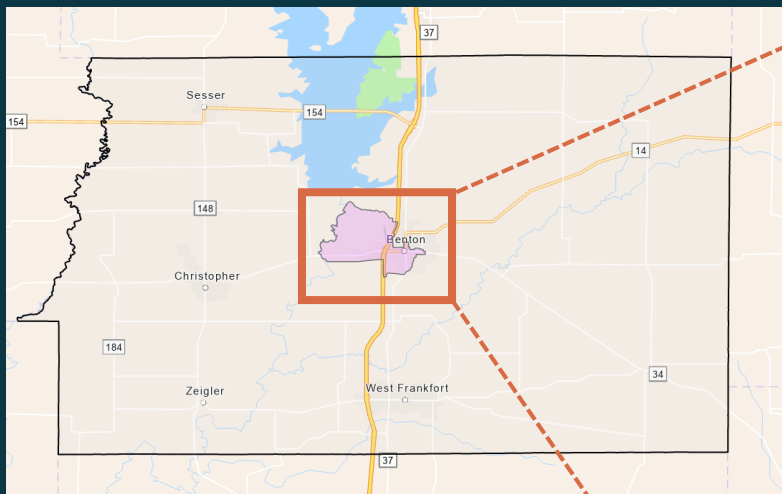 37
Sesser
154
154
14
148
Benton
Christopher
184
34
Zeigler
West Frankfort
37